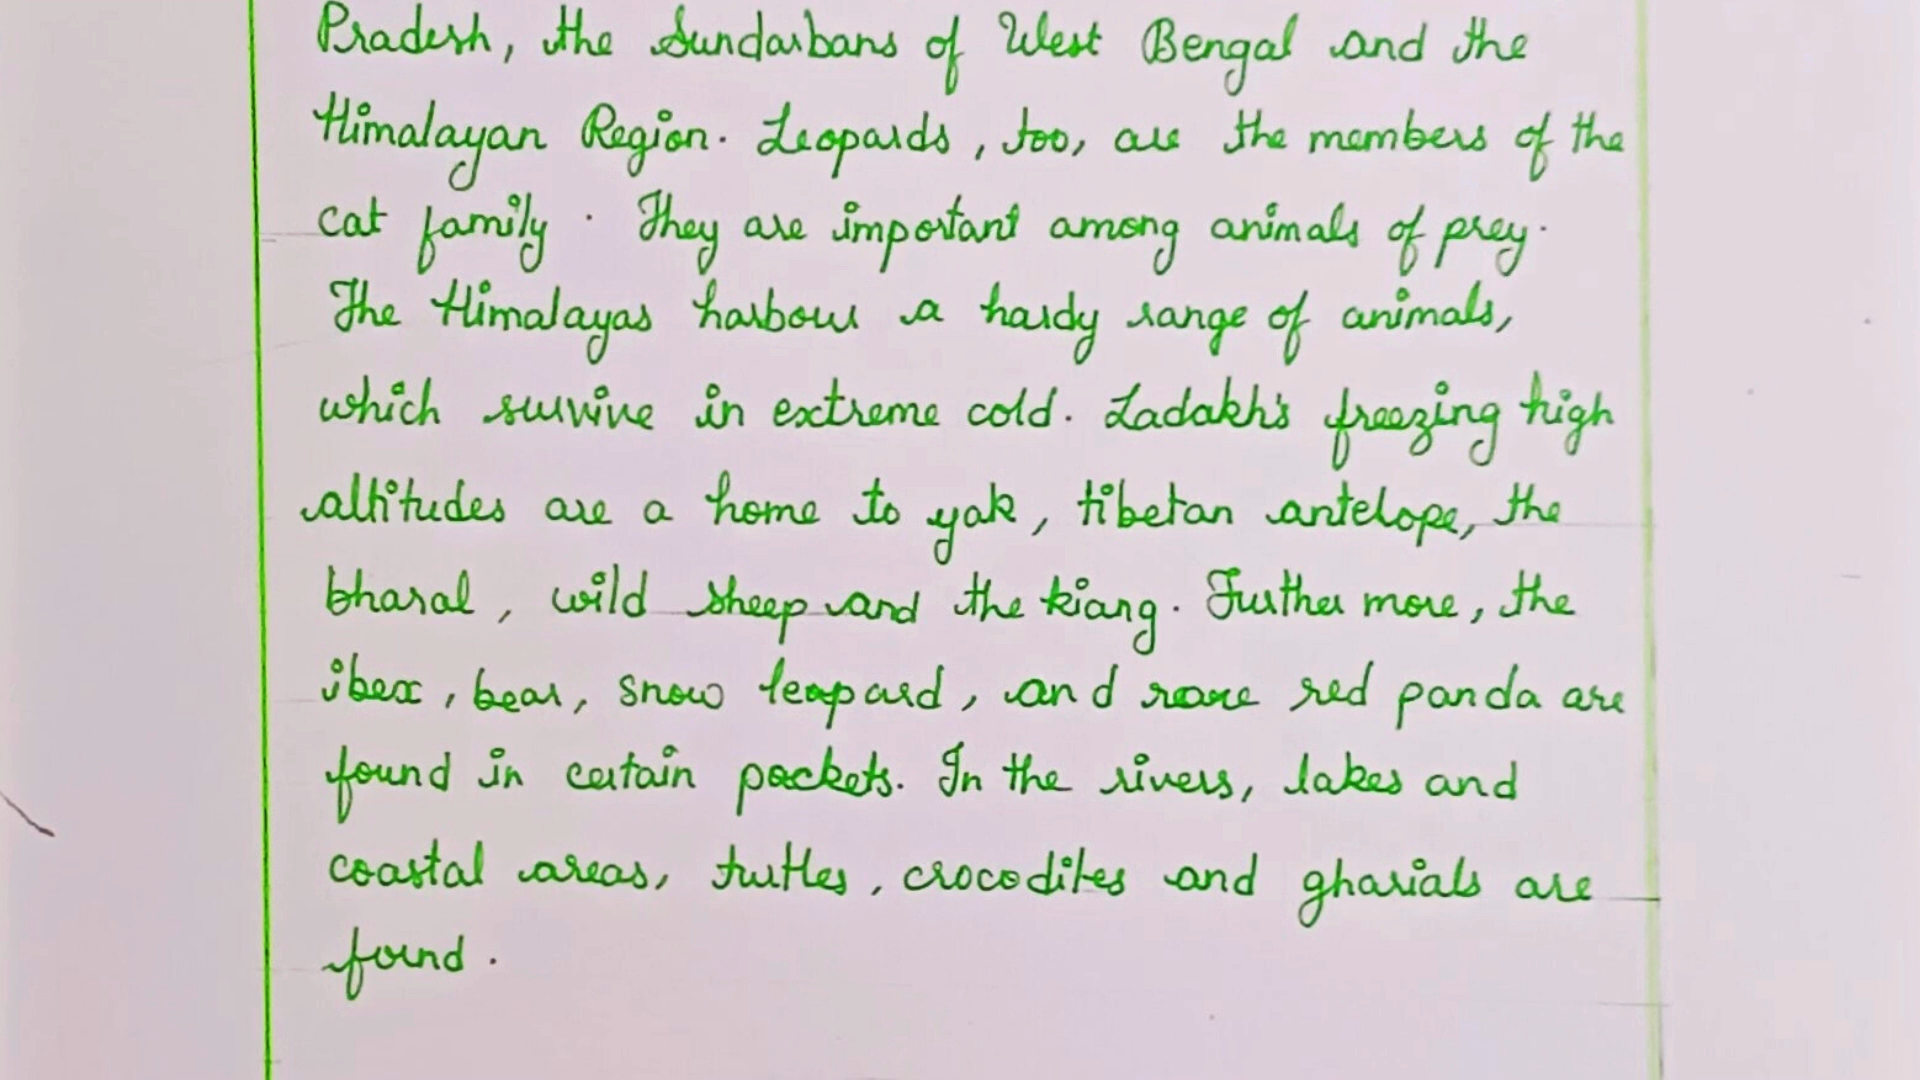 Pradesh, the Sundarbans of West Bengal and the
Himalayan Region. Leopards, too, are the members of the
cat family. They are important among animals of prey.
The Himalayas harbour a hardy range of animals,
which survive in extreme cold. Ladakh's freezing high
altitudes are a home to yak, tibetan antelope, the
bharal, wild sheep and the kiang. Further more, the
ibex, bear, snow leopard, and rare red panda are
found in certain pockets. In the rivers, lakes and
coastal areas, turtles, crocodiles and gharials are
found.